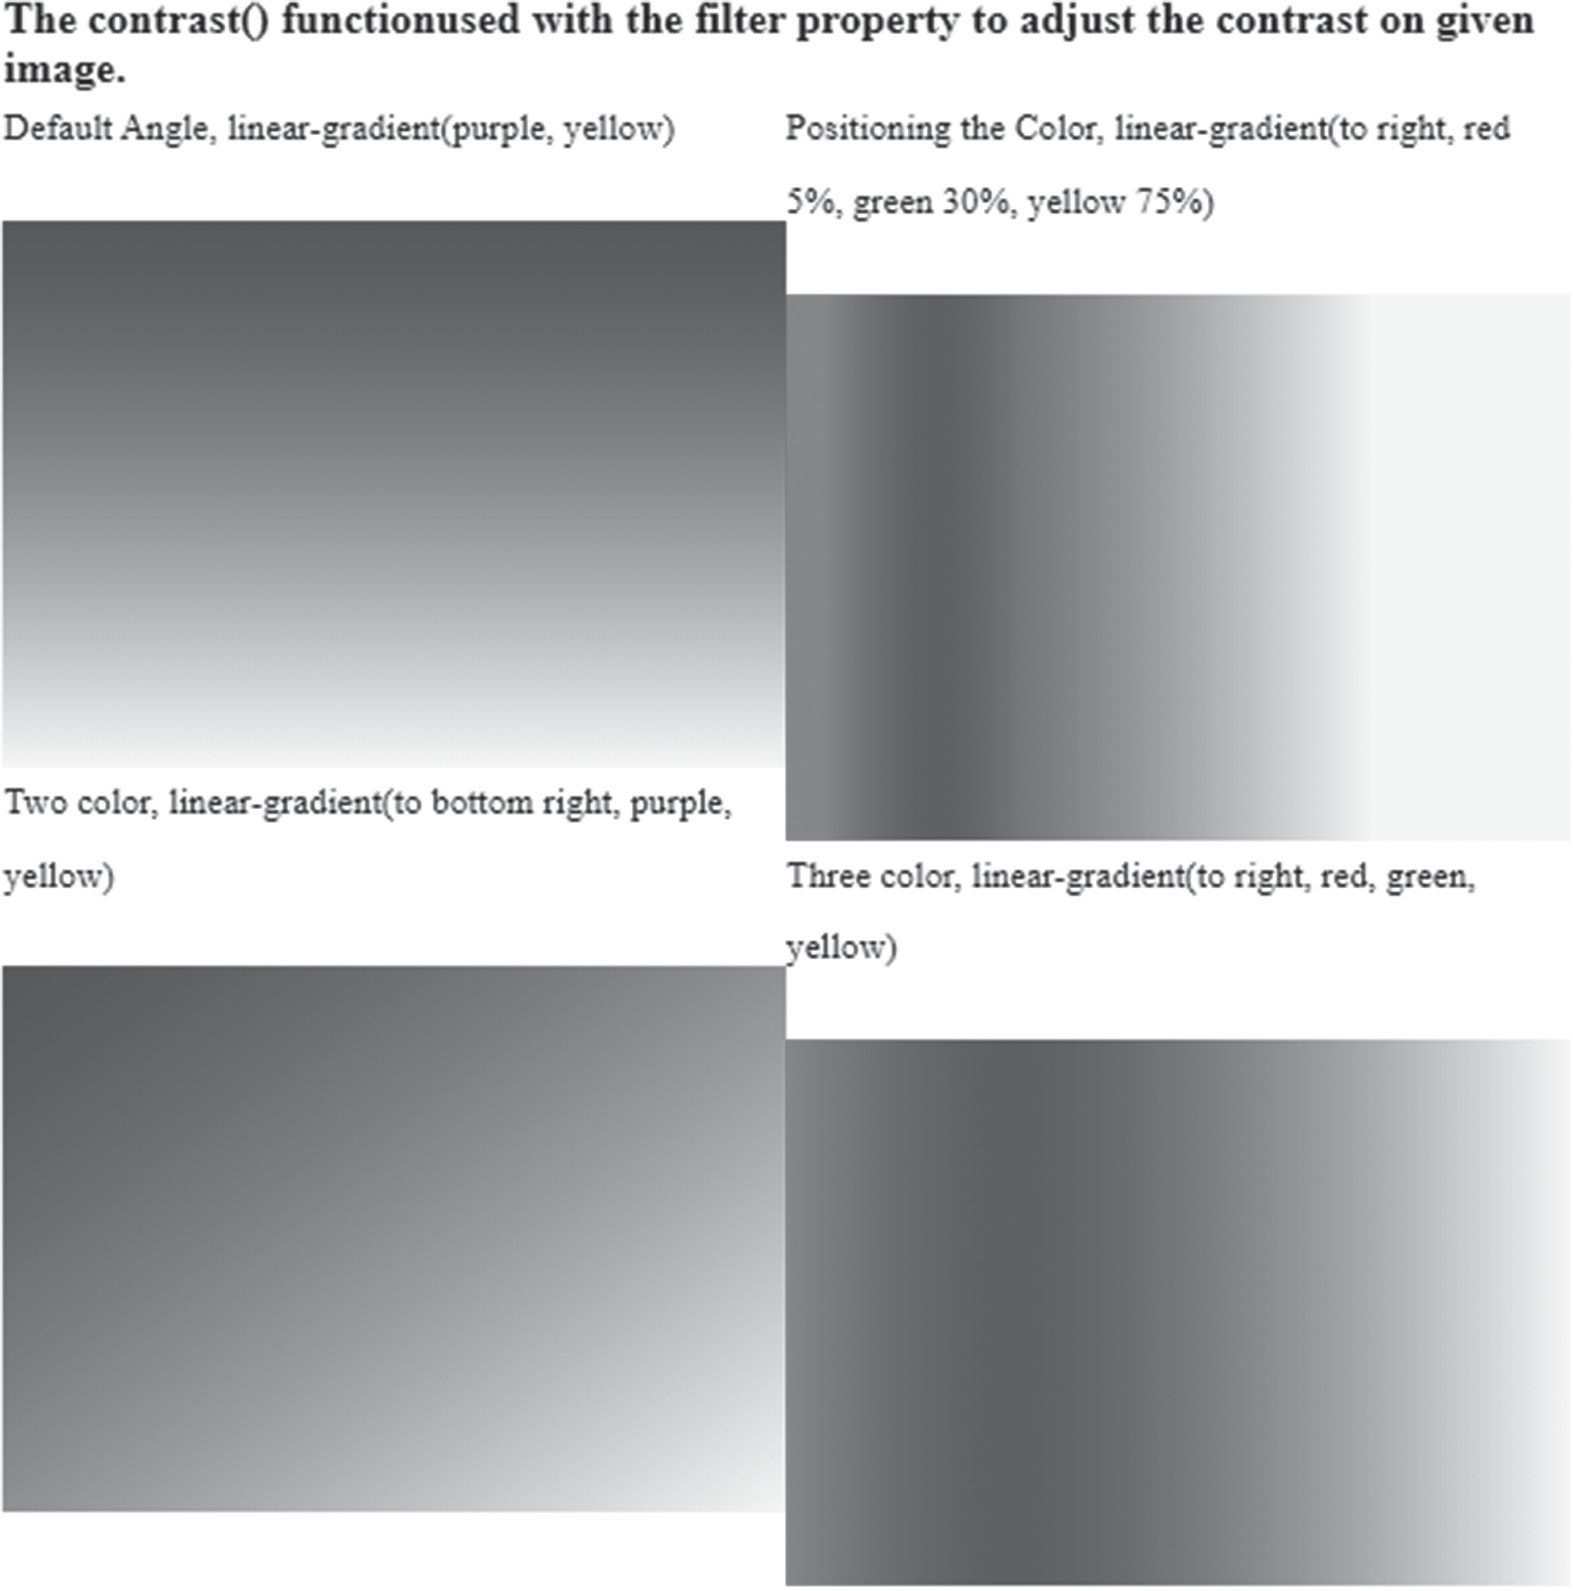 The contrast() functionused with the filter property to adjust the contrast on given
image.
Default Angle, linear-gradient(purple, yellow)
Positioning the Color, linear-gradient(to right, red
5%, green 30%, yellow 75%)
Two color, linear-gradient(to bottom right, purple,
yellow)
Three color, linear-gradient(to right, red, green,
yellow)